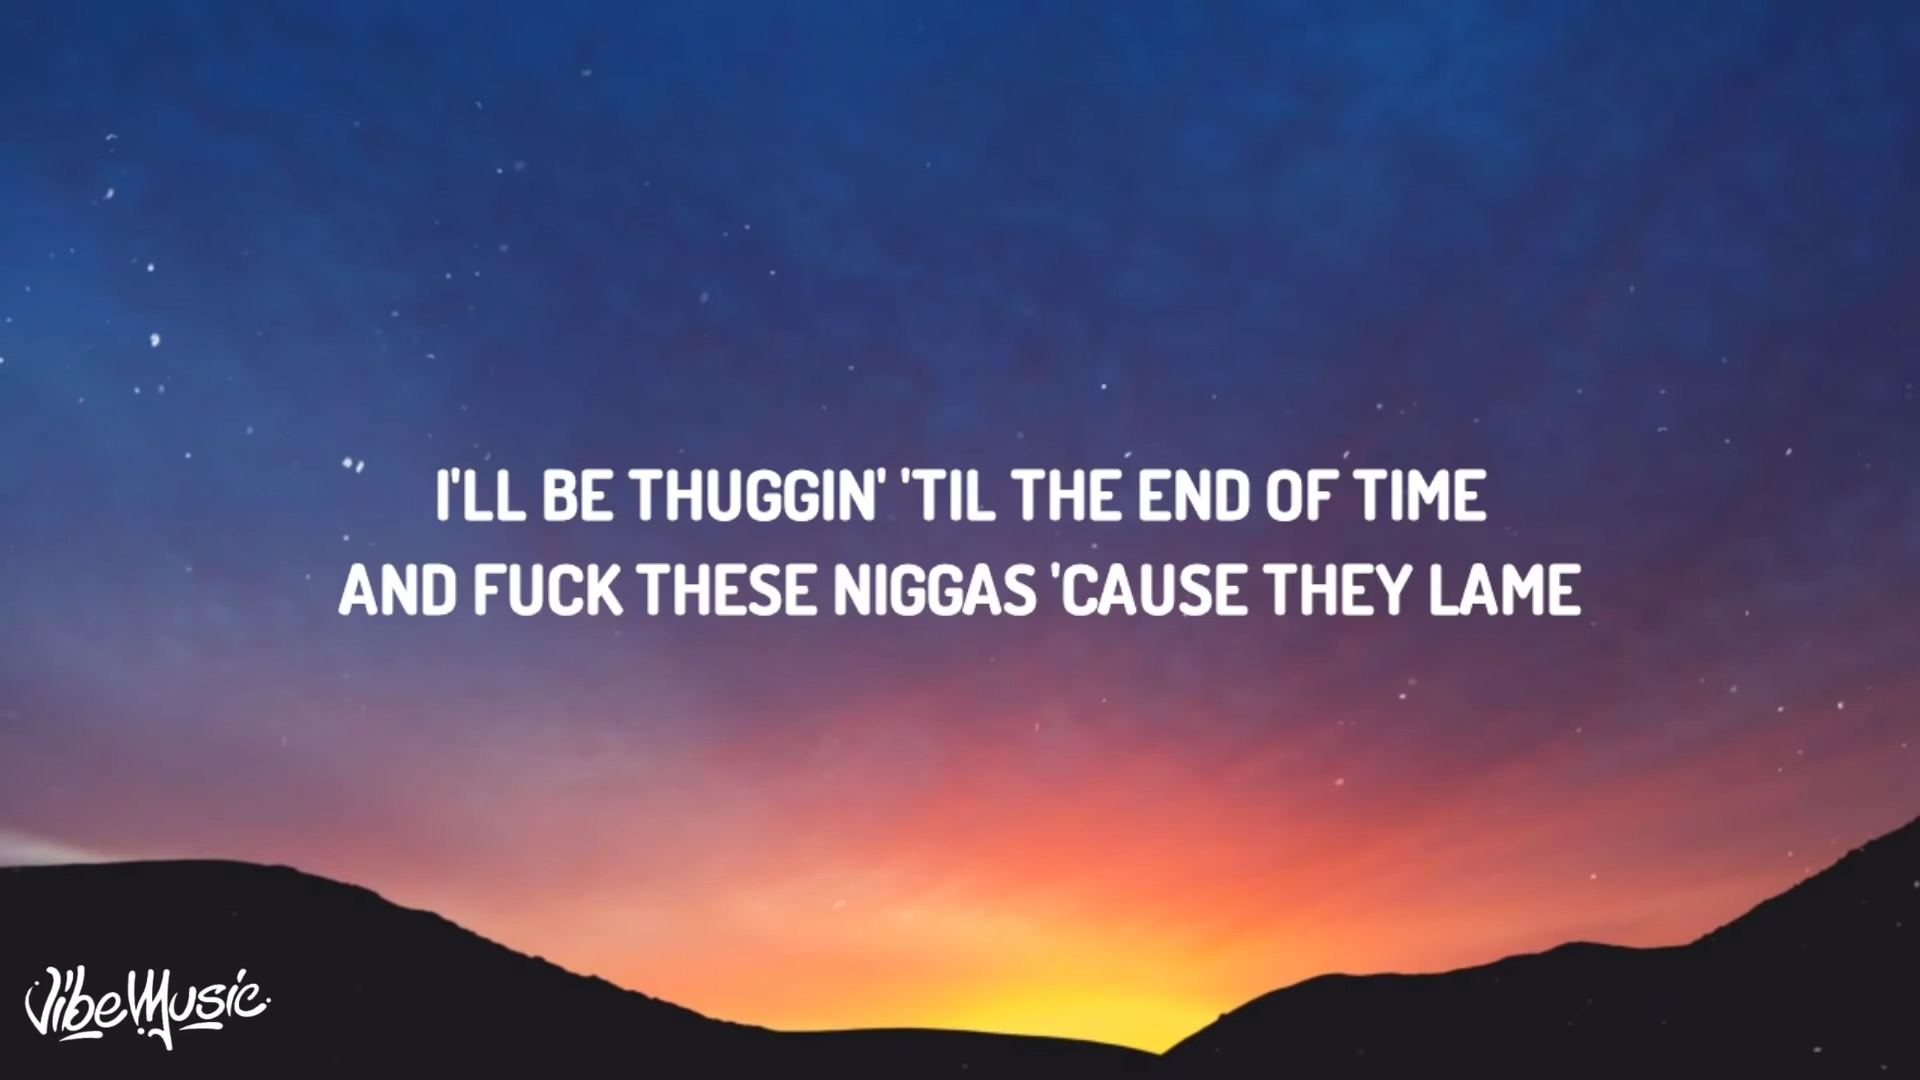 I'LL BE THUGGIN' 'TIL THE END OF TIME
AND FUCK THESE NIGGAS 'CAUSE THEY LAME
VibeMusic